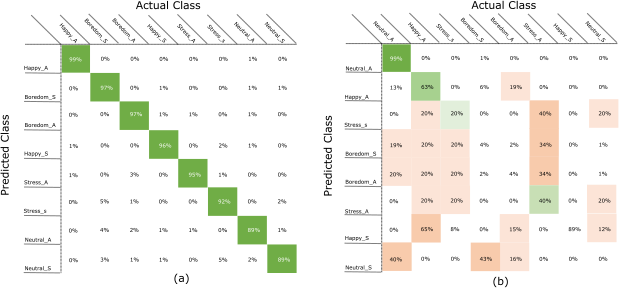 Actual Class
Happy_A Boredom_S Boredom_A Happy_S Stress_A Stress_s Neutral_A Neutral_S
Predicted Class
Happy_A 99% 0% 0% 0% 0% 0% 1% 0%
Boredom_S 0% 97% 0% 1% 1% 0% 0% 0%
Boredom_A 0% 0% 97% 1% 1% 0% 0% 0%
Happy_S 1% 0% 0% 96% 0% 2% 1% 0%
Stress_A 1% 0% 3% 0% 95% 1% 0% 0%
Stress_s 0% 5% 1% 0% 0% 92% 0% 2%
Neutral_A 0% 4% 2% 1% 1% 0% 89% 1%
Neutral_S 0% 3% 1% 1% 0% 5% 2% 89%
(a)
Actual Class
Neutral_A Happy_A Stress_s Boredom_S Boredom_A Stress_A Happy_S Neutral_S
Predicted Class
Neutral_A 99% 0% 0% 1% 0% 0% 0% 0%
Happy_A 13% 63% 0% 6% 19% 0% 0% 0%
Stress_s 0% 20% 20% 0% 0% 40% 0% 20%
Boredom_S 19% 20% 20% 4% 2% 34% 0% 1%
Boredom_A 20% 20% 20% 2% 4% 34% 0% 1%
Stress_A 0% 20% 20% 0% 0% 40% 0% 20%
Happy_S 0% 65% 8% 0% 15% 0% 89% 12%
Neutral_S 40% 0% 0% 43% 16% 0% 0% 0%
(b)